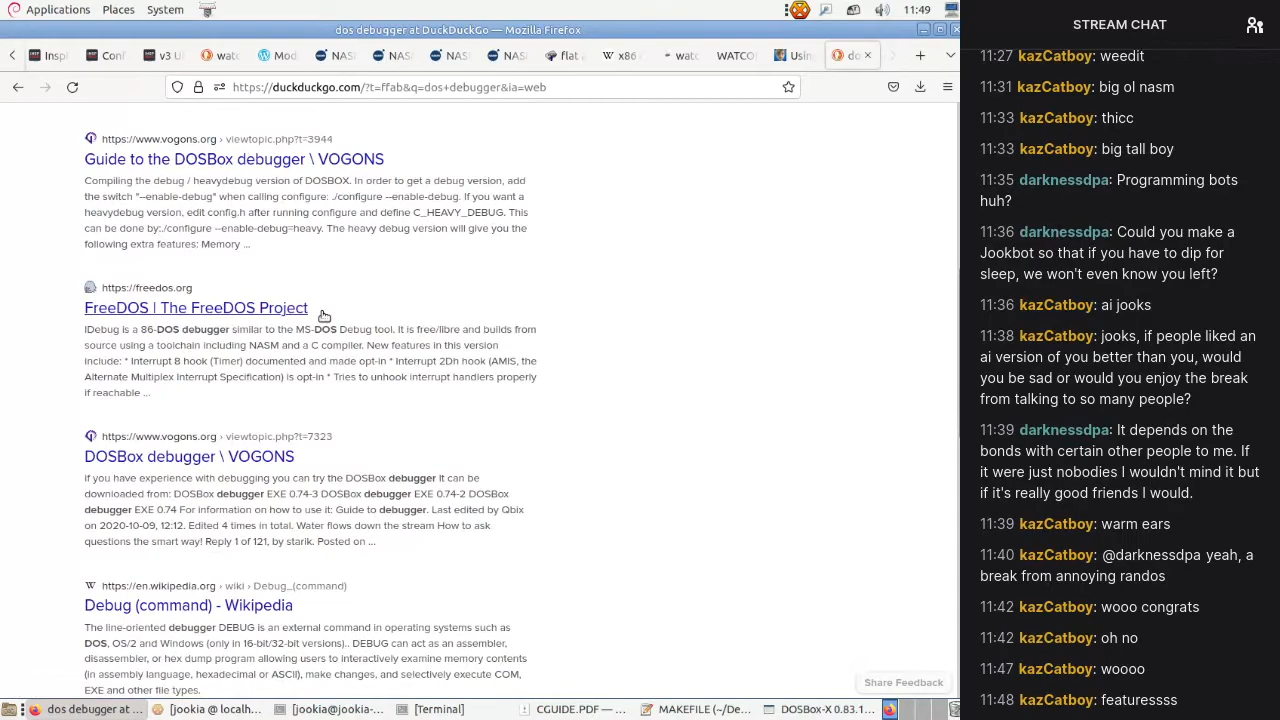 Applications Places System 11:49
dos debugger at DuckDuckGo — Mozilla Firefox
Inspi Conf v3 U watc Mod NAS NAS NAS NAS flat x86 watc WATCO Using do
https://duckduckgo.com/?t=ffab&q=dos+debugger&ia=web
https://www.vogons.org › viewtopic.php?t=3944
Guide to the DOSBox debugger \ VOGONS
Compiling the debug / heavydebug version of DOSBOX. In order to get a debug version, add
the switch "--enable-debug" when calling configure: ./configure --enable-debug. If you want a
heavydebug version, edit config.h after running configure and define C_HEAVY_DEBUG. This
can be done by:./configure --enable-debug=heavy. The heavy debug version will give you the
following extra features: Memory ...
https://freedos.org
FreeDOS | The FreeDOS Project
lDebug is a 86-DOS debugger similar to the MS-DOS Debug tool. It is free/libre and builds from
source using a toolchain including NASM and a C compiler. New features in this version
include: * Interrupt 8 hook (Timer) documented and made opt-in * Interrupt 2Dh hook (AMIS, the
Alternate Multiplex Interrupt Specification) is opt-in * Tries to unhook interrupt handlers properly
if reachable ...
https://www.vogons.org › viewtopic.php?t=7323
DOSBox debugger \ VOGONS
If you have experience with debugging you can try the DOSBox debugger It can be
downloaded from: DOSBox debugger EXE 0.74-3 DOSBox debugger EXE 0.74-2 DOSBox
debugger EXE 0.74 For information on how to use it: Guide to debugger. Last edited by Qbix
on 2020-10-09, 12:12. Edited 4 times in total. Water flows down the stream How to ask
questions the smart way! Reply 1 of 121, by starik. Posted on ...
https://en.wikipedia.org › wiki › Debug_(command)
Debug (command) - Wikipedia
The line-oriented debugger DEBUG is an external command in operating systems such as
DOS, OS/2 and Windows (only in 16-bit/32-bit versions).. DEBUG can act as an assembler,
disassembler, or hex dump program allowing users to interactively examine memory contents
(in assembly language, hexadecimal or ASCII), make changes, and selectively execute COM,
EXE and other file types.
Share Feedback
dos debugger at ... [jookia @ localh... [jookia@jookia-... [Terminal] CGUIDE.PDF — ... MAKEFILE (~/De... DOSBox-X 0.83.1...
STREAM CHAT
11:27 kazCatboy: weedit
11:31 kazCatboy: big ol nasm
11:33 kazCatboy: thicc
11:33 kazCatboy: big tall boy
11:35 darknessdpa: Programming bots
huh?
11:36 darknessdpa: Could you make a
Jookbot so that if you have to dip for
sleep, we won't even know you left?
11:36 kazCatboy: ai jooks
11:38 kazCatboy: jooks, if people liked an
ai version of you better than you, would
you be sad or would you enjoy the break
from talking to so many people?
11:39 darknessdpa: It depends on the
bonds with certain other people to me. If
it were just nobodies I wouldn't mind it but
if it's really good friends I would.
11:39 kazCatboy: warm ears
11:40 kazCatboy: @darknessdpa yeah, a
break from annoying randos
11:42 kazCatboy: wooo congrats
11:42 kazCatboy: oh no
11:47 kazCatboy: woooo
11:48 kazCatboy: featuressss